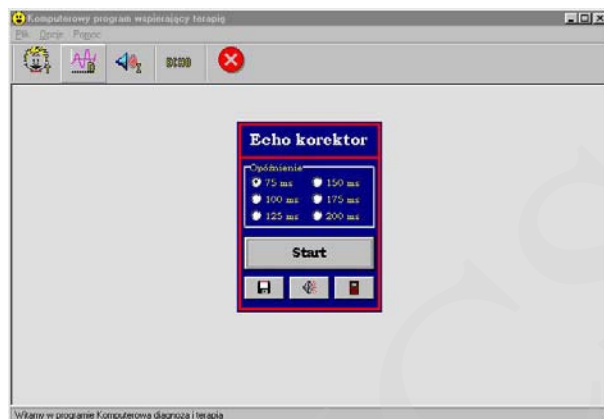 Komputerowy program wspierający terapię
Plik Opcje Pomoc
ECHO
Echo korektor
Opóźnienie
75 ms 150 ms
100 ms 175 ms
125 ms 200 ms
Start
Witamy w programie Komputerowa diagnoza i terapia